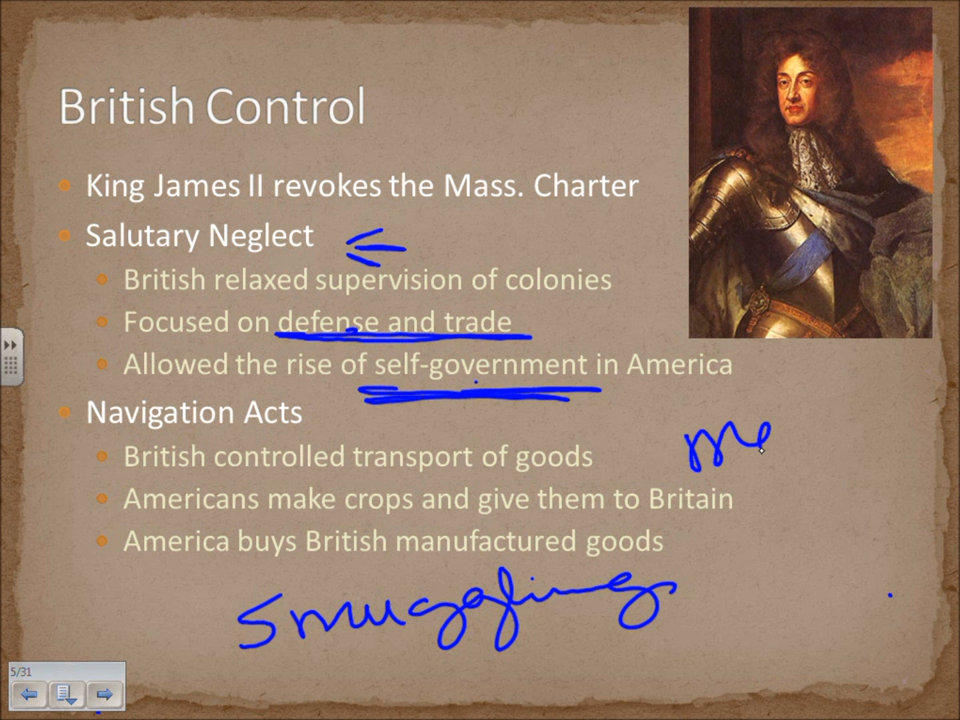 British Control
King James II revokes the Mass. Charter
Salutary Neglect
British relaxed supervision of colonies
Focused on defense and trade
Allowed the rise of self-government in America
Navigation Acts
me
British controlled transport of goods
Americans make crops and give them to Britain
America buys British manufactured goods
Smuggling
5/31